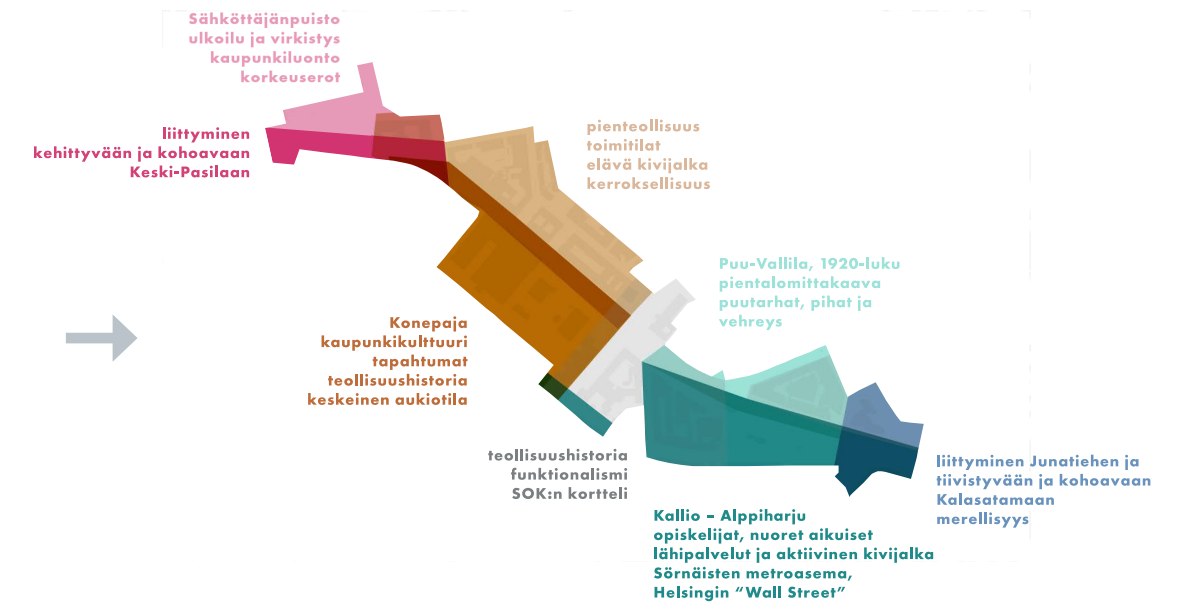 Sähköttäjänpuisto
ulkoilu ja virkistys
kaupunkiluonto
korkeuserot
liittyminen
kehittyvään ja kohoavaan
Keski-Pasilaan
pienteollisuus
toimitilat
elävä kivijalka
kerroksellisuus
Puu-Vallila, 1920-luku
pientalomittakaava
puutarhat, pihat ja
vehreys
Konepaja
kaupunkikulttuuri
tapahtumat
teollisuushistoria
keskeinen aukiotila
teollisuushistoria
funktionalismi
SOK:n kortteli
liittyminen Junatiehen ja
tiivistyvään ja kohoavaan
Kalasatamaan
merellisyys
Kallio – Alppiharju
opiskelijat, nuoret aikuiset
lähipalvelut ja aktiivinen kivijalka
Sörnäisten metroasema,
Helsingin “Wall Street”